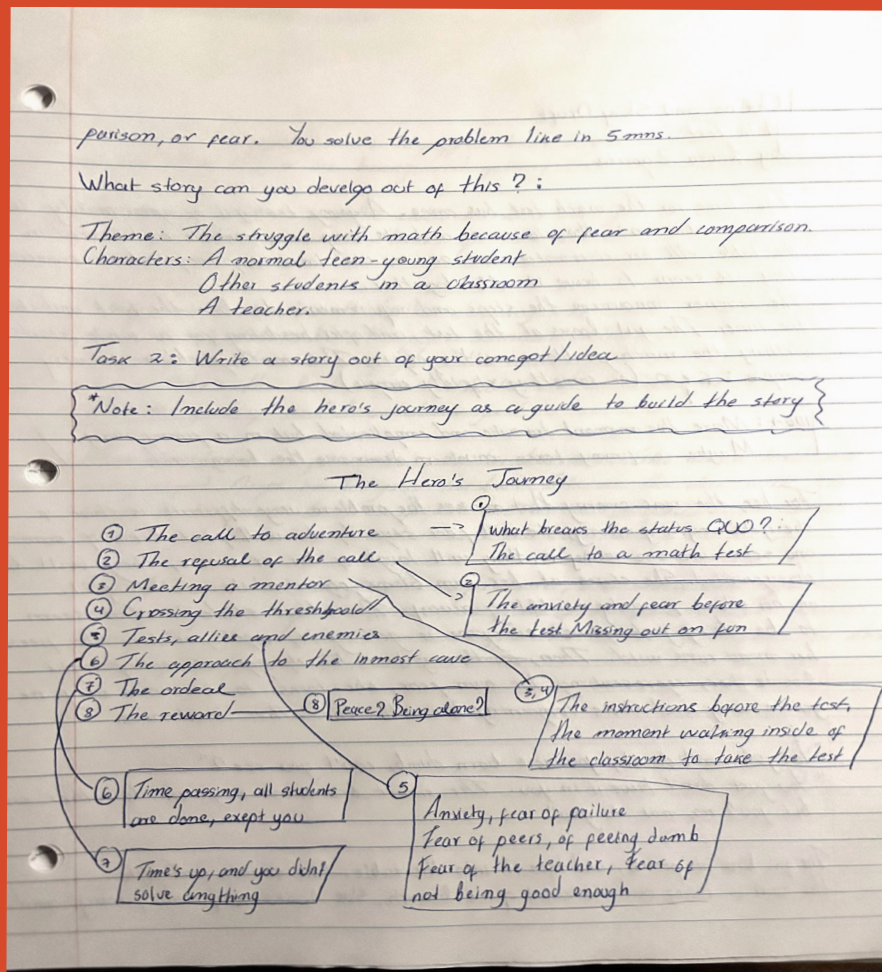 parison, or fear. You solve the problem like in 5 mns.
What story can you develgo out of this? :
Theme: The struggle with math because of fear and comparison.
Characters: A normal teen-young student
Other students in a classroom
A teacher.
Task 2: Write a story out of your concept/idea
*Note: Include the hero's journey as a guide to build the story
The Hero's Journey
① The call to adventure —>
② The refusal of the call
③ Meeting a mentor
④ Crossing the threshpold
⑤ Tests, allies and enemies
⑥ The approach to the inmost cave
⑦ The ordeal
⑧ The reward
① What breaks the status QUO? :
The call to a math test
② The anxiety and fear before
the test Missing out on fun
3,4 The instructions before the test,
the moment walking inside of
the classroom to take the test
⑧ Peace? Being alone?
⑥ Time passing, all students
are done, exept you
⑦ Time's up, and you didn't
solve anything
⑤ Anxiety, fear of failure
Fear of peers, of feeling dumb
Fear of the teacher, Fear of
not being good enough